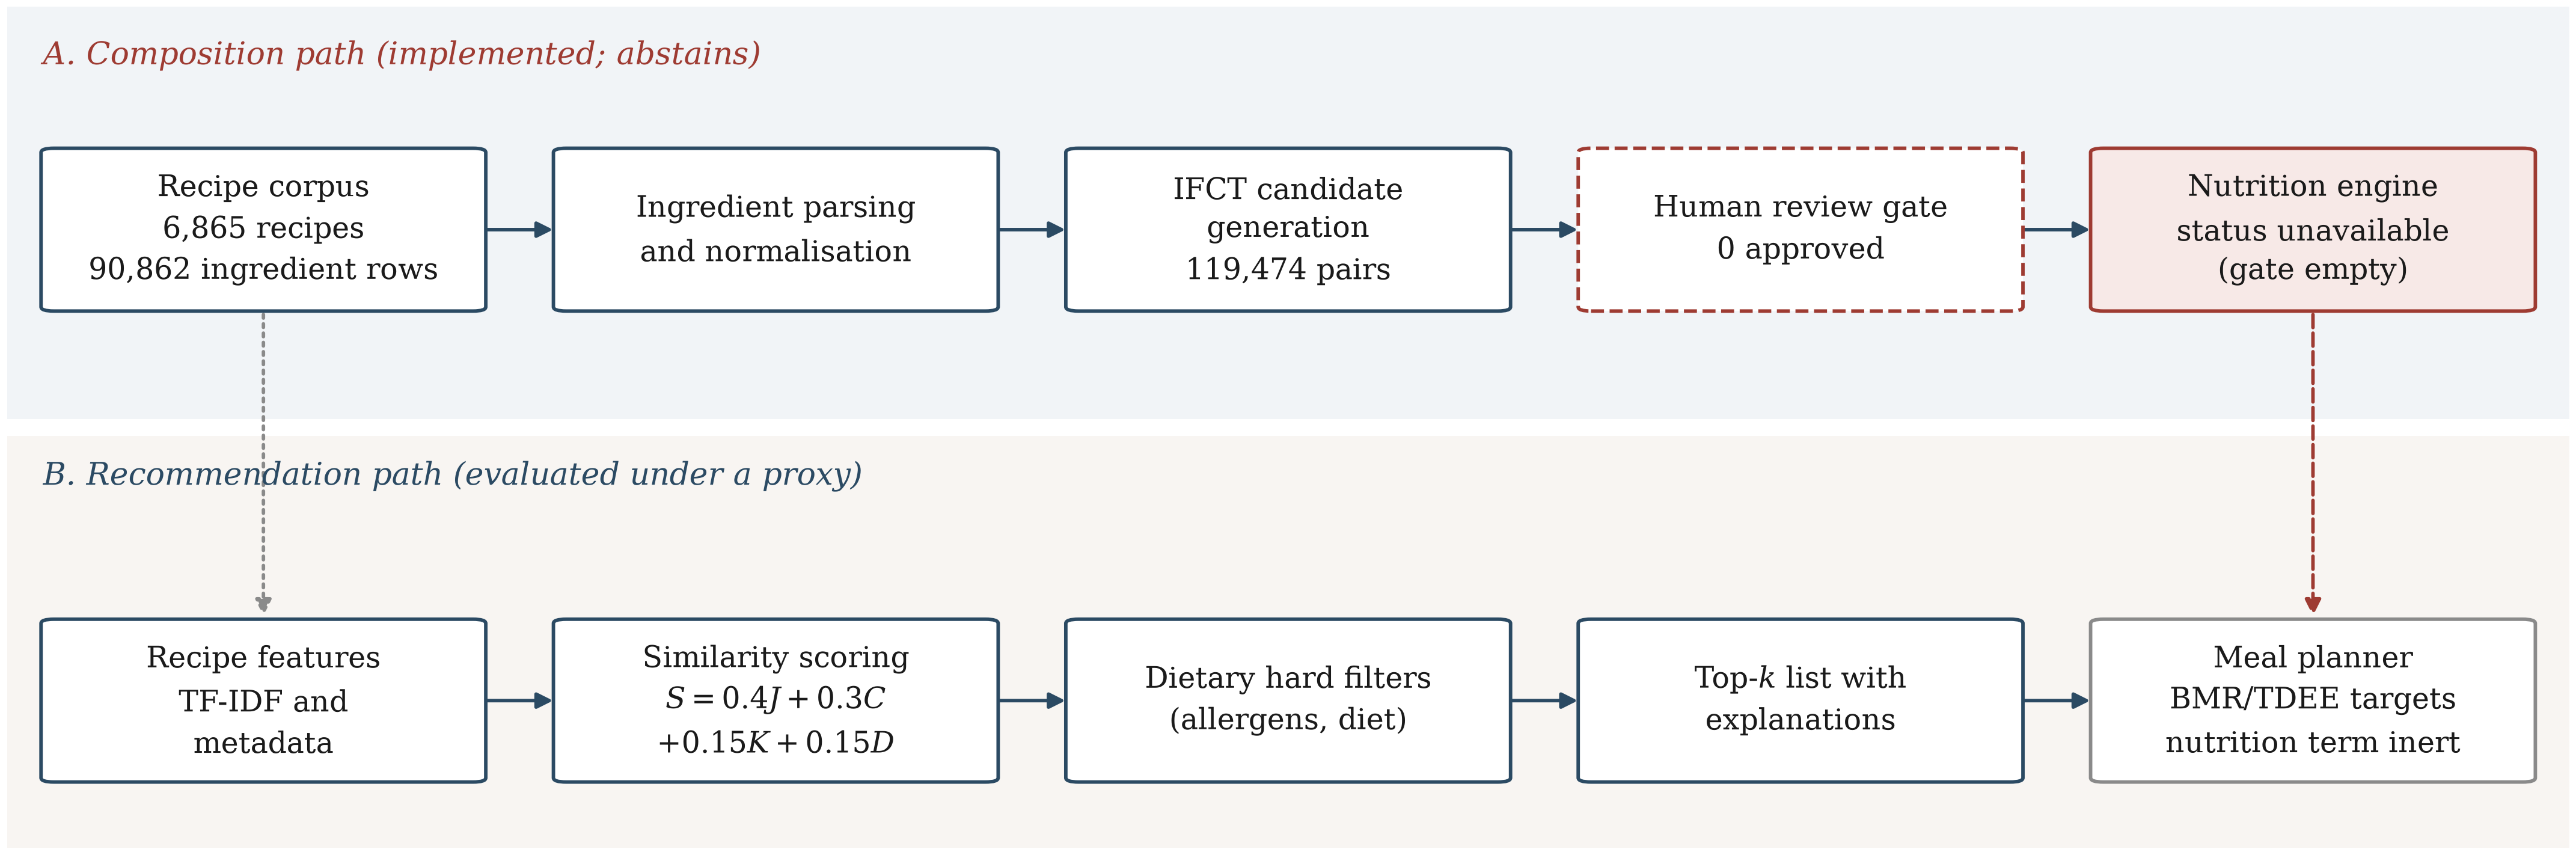 A. Composition path (implemented; abstains)
Recipe corpus
6,865 recipes
90,862 ingredient rows
Ingredient parsing
and normalisation
IFCT candidate
generation
119,474 pairs
Human review gate
0 approved
Nutrition engine
status unavailable
(gate empty)
B. Recommendation path (evaluated under a proxy)
Recipe features
TF-IDF and
metadata
Similarity scoring
S = 0.4J + 0.3C
+0.15K + 0.15D
Dietary hard filters
(allergens, diet)
Top-k list with
explanations
Meal planner
BMR/TDEE targets
nutrition term inert